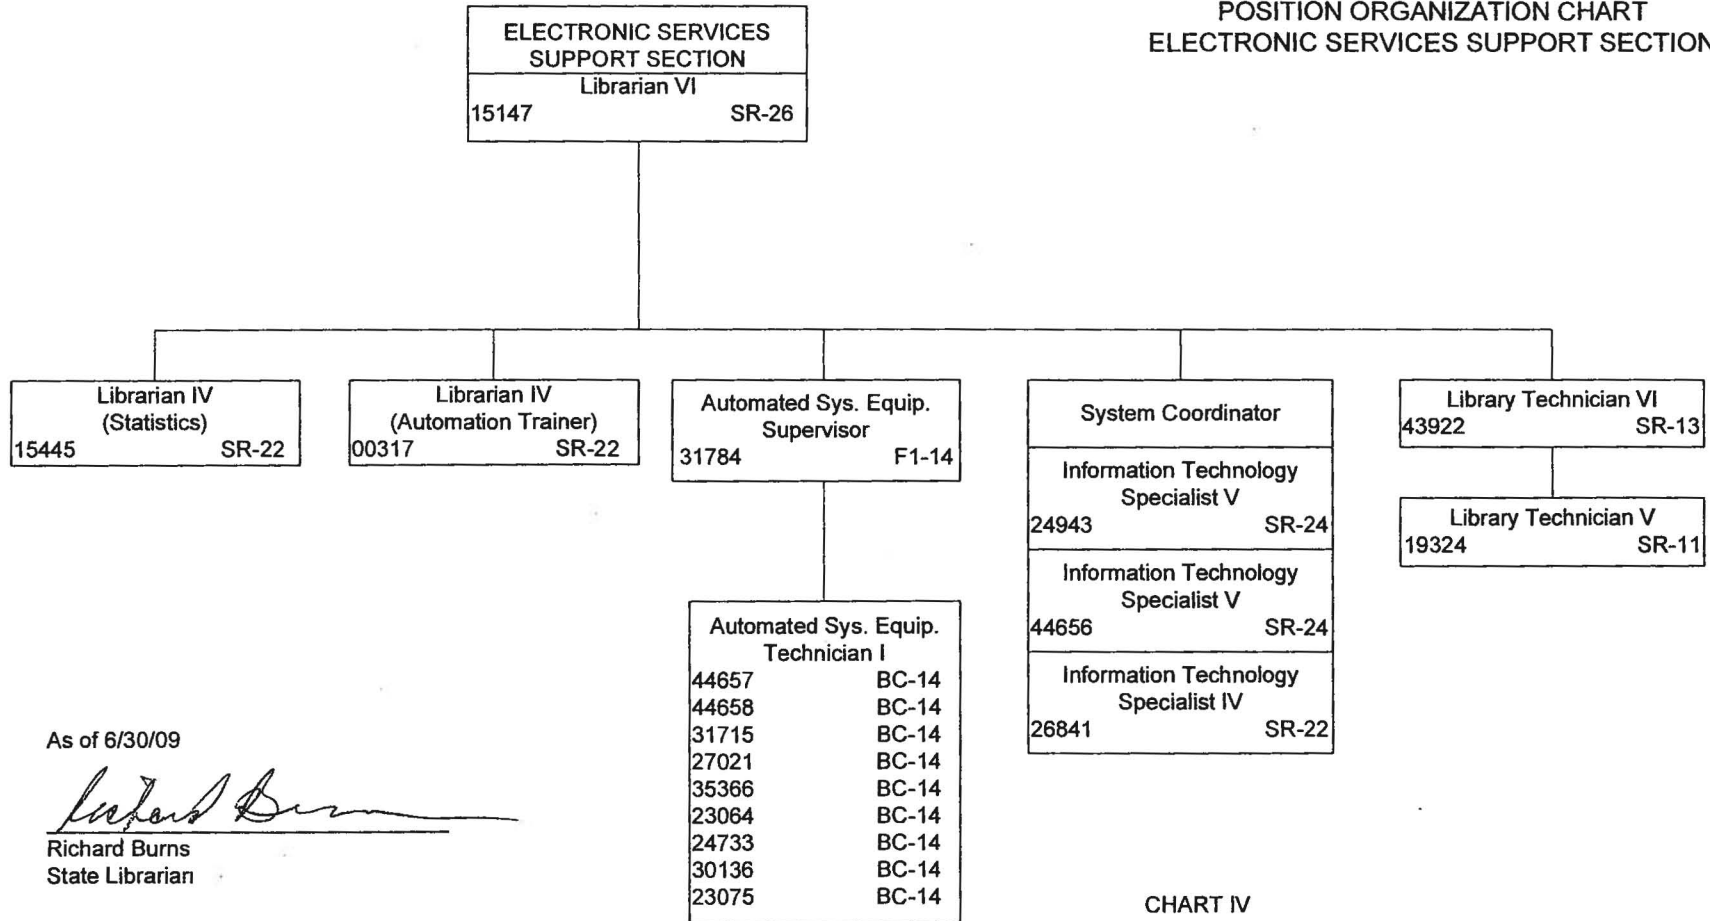 POSITION ORGANIZATION CHART
ELECTRONIC SERVICES SUPPORT SECTION
ELECTRONIC SERVICES
SUPPORT SECTION
Librarian VI
15147 SR-26
Librarian IV
(Statistics)
15445 SR-22
Librarian IV
(Automation Trainer)
00317 SR-22
Automated Sys. Equip.
Supervisor
31784 F1-14
Automated Sys. Equip.
Technician I
44657 BC-14
44658 BC-14
31715 BC-14
27021 BC-14
35366 BC-14
23064 BC-14
24733 BC-14
30136 BC-14
23075 BC-14
System Coordinator
Information Technology
Specialist V
24943 SR-24
Information Technology
Specialist V
44656 SR-24
Information Technology
Specialist IV
26841 SR-22
Library Technician VI
43922 SR-13
Library Technician V
19324 SR-11
As of 6/30/09
Richard Burns
Richard Burns
State Librarian
CHART IV